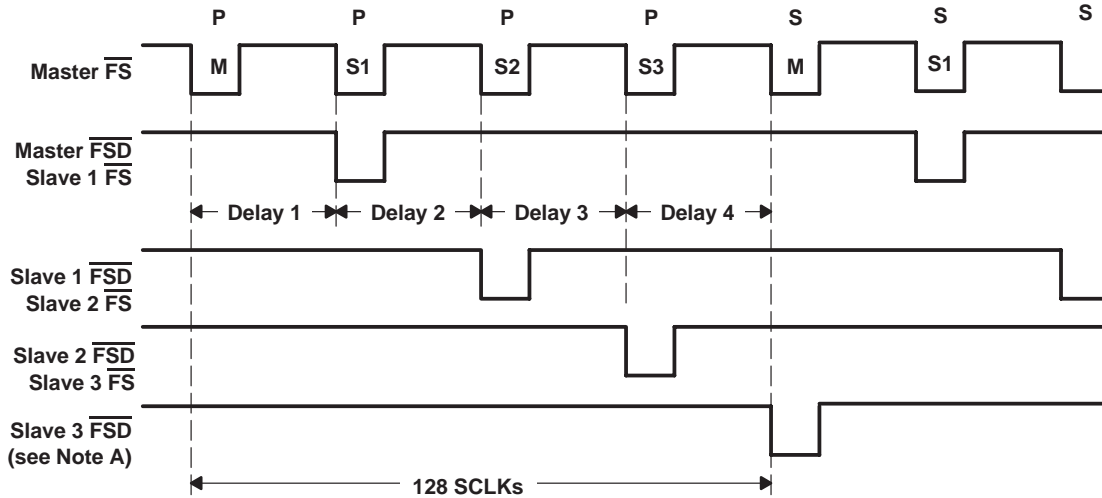 P P P P S S S
Master FS M S1 S2 S3 M S1
Master FSD
Slave 1 FS
Delay 1 Delay 2 Delay 3 Delay 4
Slave 1 FSD
Slave 2 FS
Slave 2 FSD
Slave 3 FS
Slave 3 FSD
(see Note A)
128 SCLKs